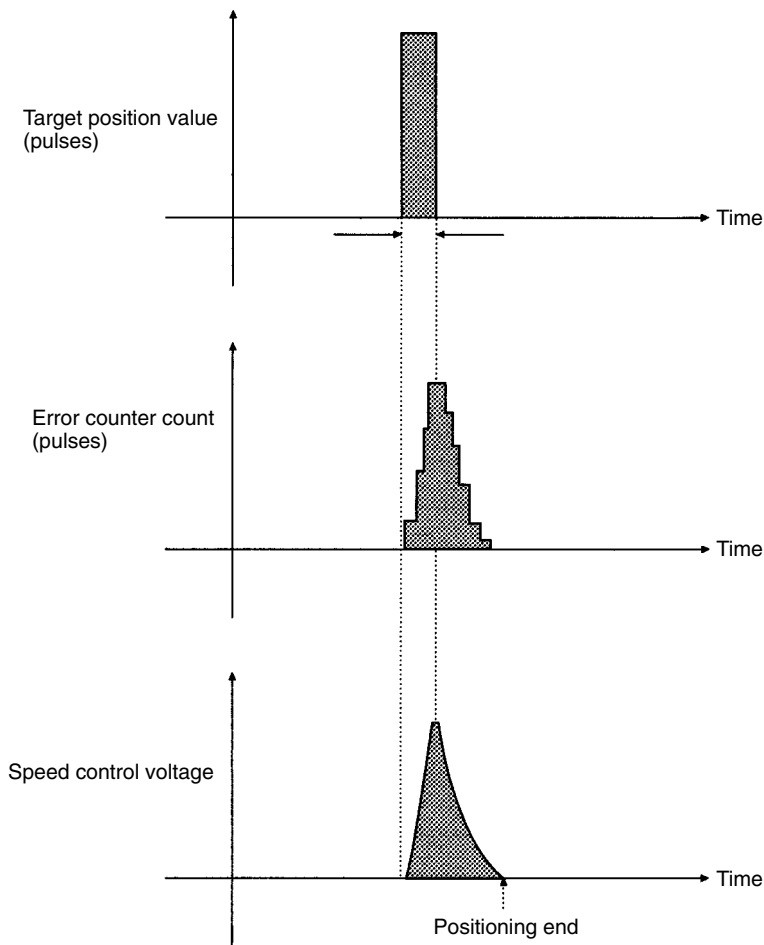 Target position value
(pulses)
Time
Error counter count
(pulses)
Time
Speed control voltage
Time
Positioning end